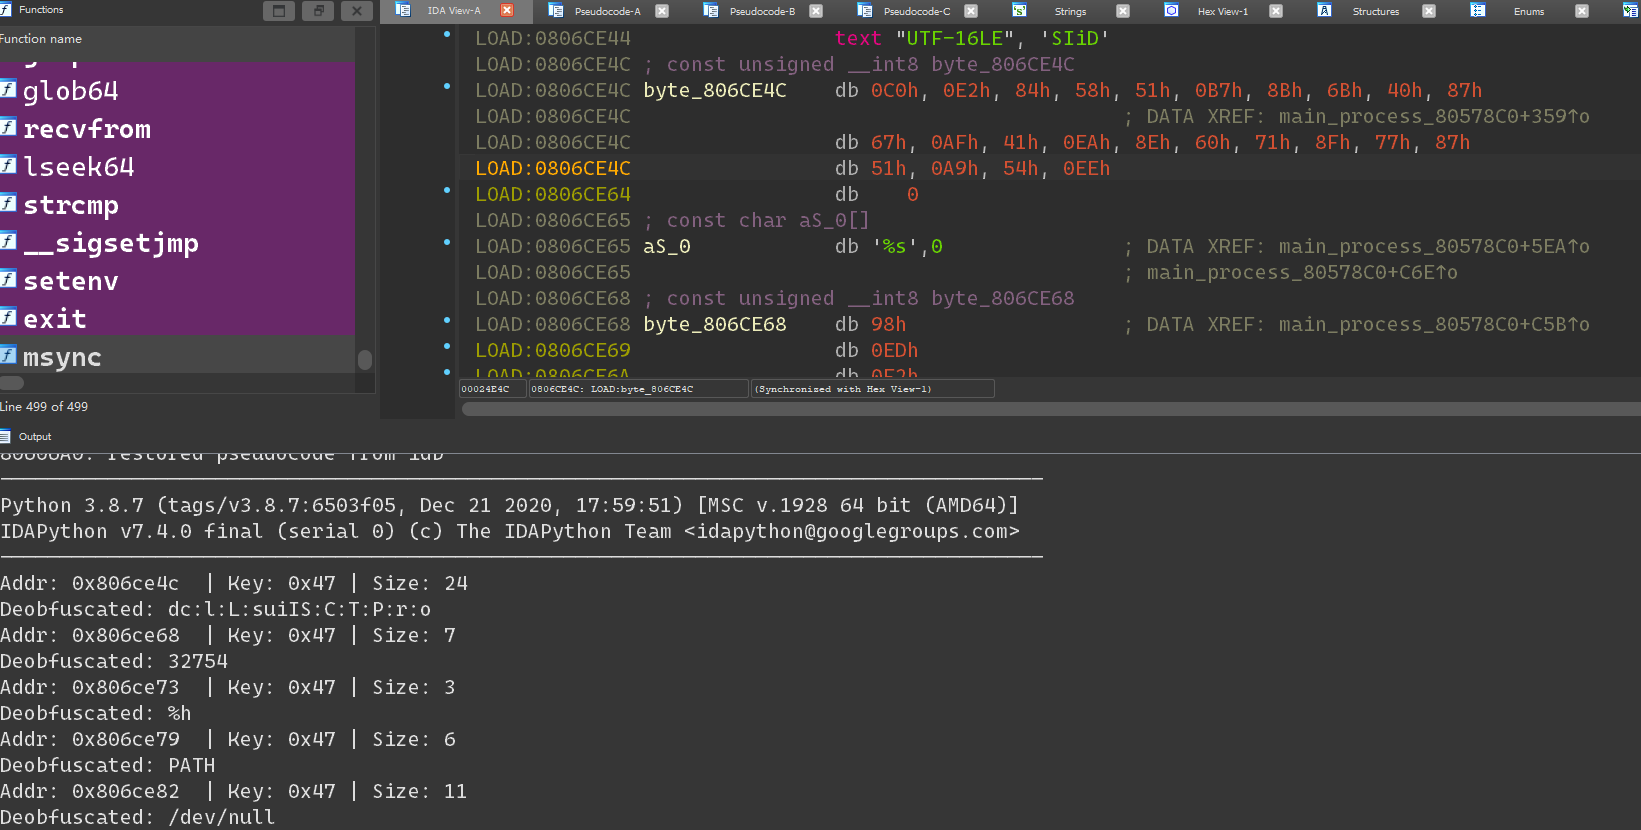 Functions
Function name
glob64
recvfrom
lseek64
strcmp
__sigsetjmp
setenv
exit
msync
Line 499 of 499
IDA View-A
Pseudocode-A
Pseudocode-B
Pseudocode-C
Strings
Hex View-1
Structures
Enums
LOAD:0806CE44 text "UTF-16LE", 'SIiD'
LOAD:0806CE4C ; const unsigned __int8 byte_806CE4C
LOAD:0806CE4C byte_806CE4C db 0C0h, 0E2h, 84h, 58h, 51h, 0B7h, 8Bh, 6Bh, 40h, 87h
LOAD:0806CE4C ; DATA XREF: main_process_80578C0+359↑o
LOAD:0806CE4C db 67h, 0AFh, 41h, 0EAh, 8Eh, 60h, 71h, 8Fh, 77h, 87h
LOAD:0806CE4C db 51h, 0A9h, 54h, 0EEh
LOAD:0806CE64 db 0
LOAD:0806CE65 ; const char aS_0[]
LOAD:0806CE65 aS_0 db '%s',0 ; DATA XREF: main_process_80578C0+5EA↑o
LOAD:0806CE65 ; main_process_80578C0+C6E↑o
LOAD:0806CE68 ; const unsigned __int8 byte_806CE68
LOAD:0806CE68 byte_806CE68 db 98h ; DATA XREF: main_process_80578C0+C5B↑o
LOAD:0806CE69 db 0EDh
LOAD:0806CE6A db 0F2h
00024E4C 0806CE4C: LOAD:byte_806CE4C (Synchronized with Hex View-1)
Output
80608A0: restored pseudocode from idb
Python 3.8.7 (tags/v3.8.7:6503f05, Dec 21 2020, 17:59:51) [MSC v.1928 64 bit (AMD64)]
IDAPython v7.4.0 final (serial 0) (c) The IDAPython Team <idapython@googlegroups.com>
Addr: 0x806ce4c | Key: 0x47 | Size: 24
Deobfuscated: dc:l:L:suiIS:C:T:P:r:o
Addr: 0x806ce68 | Key: 0x47 | Size: 7
Deobfuscated: 32754
Addr: 0x806ce73 | Key: 0x47 | Size: 3
Deobfuscated: %h
Addr: 0x806ce79 | Key: 0x47 | Size: 6
Deobfuscated: PATH
Addr: 0x806ce82 | Key: 0x47 | Size: 11
Deobfuscated: /dev/null